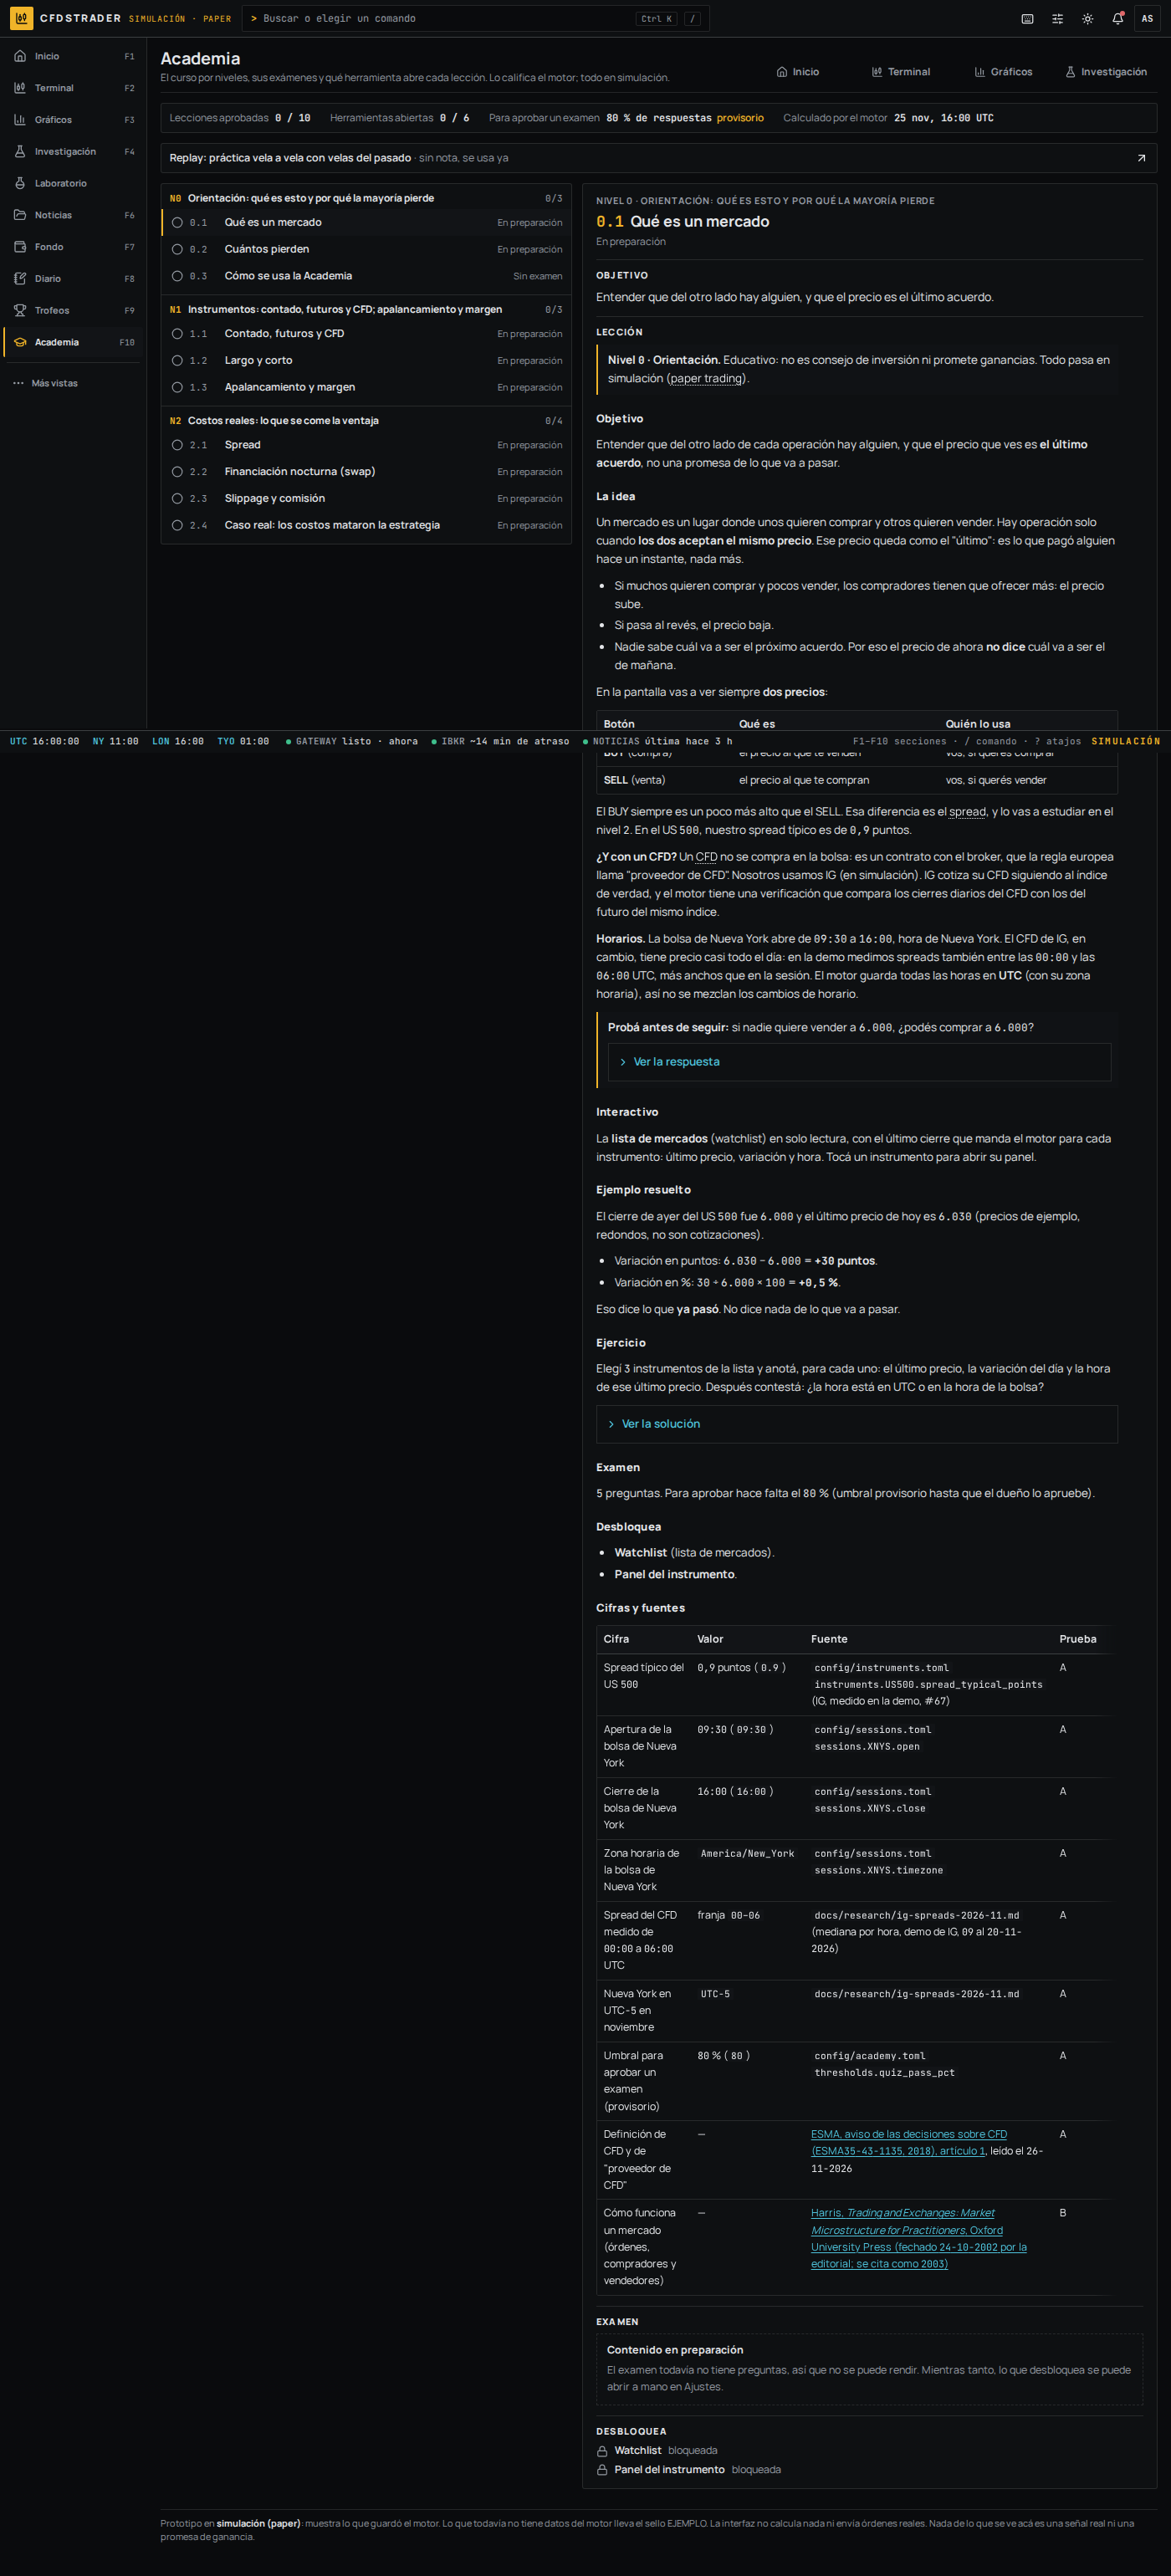 CFDSTRADER SIMULACIÓN · PAPER
> Buscar o elegir un comando Ctrl K /
AS
Inicio F1
Terminal F2
Gráficos F3
Investigación F4
Laboratorio
Noticias F6
Fondo F7
Diario F8
Trofeos F9
Academia F10
Más vistas
Academia
El curso por niveles, sus exámenes y qué herramienta abre cada lección. Lo califica el motor; todo en simulación.
Inicio
Terminal
Gráficos
Investigación
Lecciones aprobadas 0 / 10 Herramientas abiertas 0 / 6 Para aprobar un examen 80 % de respuestas provisorio Calculado por el motor 25 nov, 16:00 UTC
Replay: práctica vela a vela con velas del pasado · sin nota, se usa ya
N0 Orientación: qué es esto y por qué la mayoría pierde 0/3
0.1 Qué es un mercado En preparación
0.2 Cuántos pierden En preparación
0.3 Cómo se usa la Academia Sin examen
N1 Instrumentos: contado, futuros y CFD; apalancamiento y margen 0/3
1.1 Contado, futuros y CFD En preparación
1.2 Largo y corto En preparación
1.3 Apalancamiento y margen En preparación
N2 Costos reales: lo que se come la ventaja 0/4
2.1 Spread En preparación
2.2 Financiación nocturna (swap) En preparación
2.3 Slippage y comisión En preparación
2.4 Caso real: los costos mataron la estrategia En preparación
NIVEL 0 · ORIENTACIÓN: QUÉ ES ESTO Y POR QUÉ LA MAYORÍA PIERDE
0.1 Qué es un mercado
En preparación
OBJETIVO
Entender que del otro lado hay alguien, y que el precio es el último acuerdo.
LECCIÓN
Nivel 0 · Orientación. Educativo: no es consejo de inversión ni promete ganancias. Todo pasa en
simulación (paper trading).
Objetivo
Entender que del otro lado de cada operación hay alguien, y que el precio que ves es el último
acuerdo, no una promesa de lo que va a pasar.
La idea
Un mercado es un lugar donde unos quieren comprar y otros quieren vender. Hay operación solo
cuando los dos aceptan el mismo precio. Ese precio queda como el "último": es lo que pagó alguien
hace un instante, nada más.
Si muchos quieren comprar y pocos vender, los compradores tienen que ofrecer más: el precio
sube.
Si pasa al revés, el precio baja.
Nadie sabe cuál va a ser el próximo acuerdo. Por eso el precio de ahora no dice cuál va a ser el
de mañana.
En la pantalla vas a ver siempre dos precios:
Botón Qué es Quién lo usa
UTC 16:00:00 NY 11:00 LON 16:00 TYO 01:00 GATEWAY listo · ahora IBKR ~14 min de atraso NOTICIAS última hace 3 h F1–F10 secciones · / comando · ? atajos SIMULACIÓN
BUY (compra) el precio al que te venden vos, si querés comprar
SELL (venta) el precio al que te compran vos, si querés vender
El BUY siempre es un poco más alto que el SELL. Esa diferencia es el spread, y lo vas a estudiar en el
nivel 2. En el US 500, nuestro spread típico es de 0,9 puntos.
¿Y con un CFD? Un CFD no se compra en la bolsa: es un contrato con el broker, que la regla europea
llama "proveedor de CFD". Nosotros usamos IG (en simulación). IG cotiza su CFD siguiendo al índice
de verdad, y el motor tiene una verificación que compara los cierres diarios del CFD con los del
futuro del mismo índice.
Horarios. La bolsa de Nueva York abre de 09:30 a 16:00, hora de Nueva York. El CFD de IG, en
cambio, tiene precio casi todo el día: en la demo medimos spreads también entre las 00:00 y las
06:00 UTC, más anchos que en la sesión. El motor guarda todas las horas en UTC (con su zona
horaria), así no se mezclan los cambios de horario.
Probá antes de seguir: si nadie quiere vender a 6.000, ¿podés comprar a 6.000?
Ver la respuesta
Interactivo
La lista de mercados (watchlist) en solo lectura, con el último cierre que manda el motor para cada
instrumento: último precio, variación y hora. Tocá un instrumento para abrir su panel.
Ejemplo resuelto
El cierre de ayer del US 500 fue 6.000 y el último precio de hoy es 6.030 (precios de ejemplo,
redondos, no son cotizaciones).
Variación en puntos: 6.030 − 6.000 = +30 puntos.
Variación en %: 30 ÷ 6.000 × 100 = +0,5 %.
Eso dice lo que ya pasó. No dice nada de lo que va a pasar.
Ejercicio
Elegí 3 instrumentos de la lista y anotá, para cada uno: el último precio, la variación del día y la hora
de ese último precio. Después contestá: ¿la hora está en UTC o en la hora de la bolsa?
Ver la solución
Examen
5 preguntas. Para aprobar hace falta el 80 % (umbral provisorio hasta que el dueño lo apruebe).
Desbloquea
Watchlist (lista de mercados).
Panel del instrumento.
Cifras y fuentes
Cifra Valor Fuente Prueba
Spread típico del US 500 0,9 puntos ( 0.9 ) config/instruments.toml instruments.US500.spread_typical_points (IG, medido en la demo, #67) A
Apertura de la bolsa de Nueva York 09:30 ( 09:30 ) config/sessions.toml sessions.XNYS.open A
Cierre de la bolsa de Nueva York 16:00 ( 16:00 ) config/sessions.toml sessions.XNYS.close A
Zona horaria de la bolsa de Nueva York America/New_York config/sessions.toml sessions.XNYS.timezone A
Spread del CFD medido de 00:00 a 06:00 UTC franja 00–06 docs/research/ig-spreads-2026-11.md (mediana por hora, demo de IG, 09 al 20-11-2026) A
Nueva York en UTC-5 en noviembre UTC-5 docs/research/ig-spreads-2026-11.md A
Umbral para aprobar un examen (provisorio) 80 % ( 80 ) config/academy.toml thresholds.quiz_pass_pct A
Definición de CFD y de "proveedor de CFD" — ESMA, aviso de las decisiones sobre CFD (ESMA35-43-1135, 2018), artículo 1, leído el 26-11-2026 A
Cómo funciona un mercado (órdenes, compradores y vendedores) — Harris, Trading and Exchanges: Market Microstructure for Practitioners, Oxford University Press (fechado 24-10-2002 por la editorial; se cita como 2003) B
EXAMEN
Contenido en preparación
El examen todavía no tiene preguntas, así que no se puede rendir. Mientras tanto, lo que desbloquea se puede
abrir a mano en Ajustes.
DESBLOQUEA
Watchlist bloqueada
Panel del instrumento bloqueada
Prototipo en simulación (paper): muestra lo que guardó el motor. Lo que todavía no tiene datos del motor lleva el sello EJEMPLO. La interfaz no calcula nada ni envía órdenes reales. Nada de lo que se ve acá es una señal real ni una
promesa de ganancia.